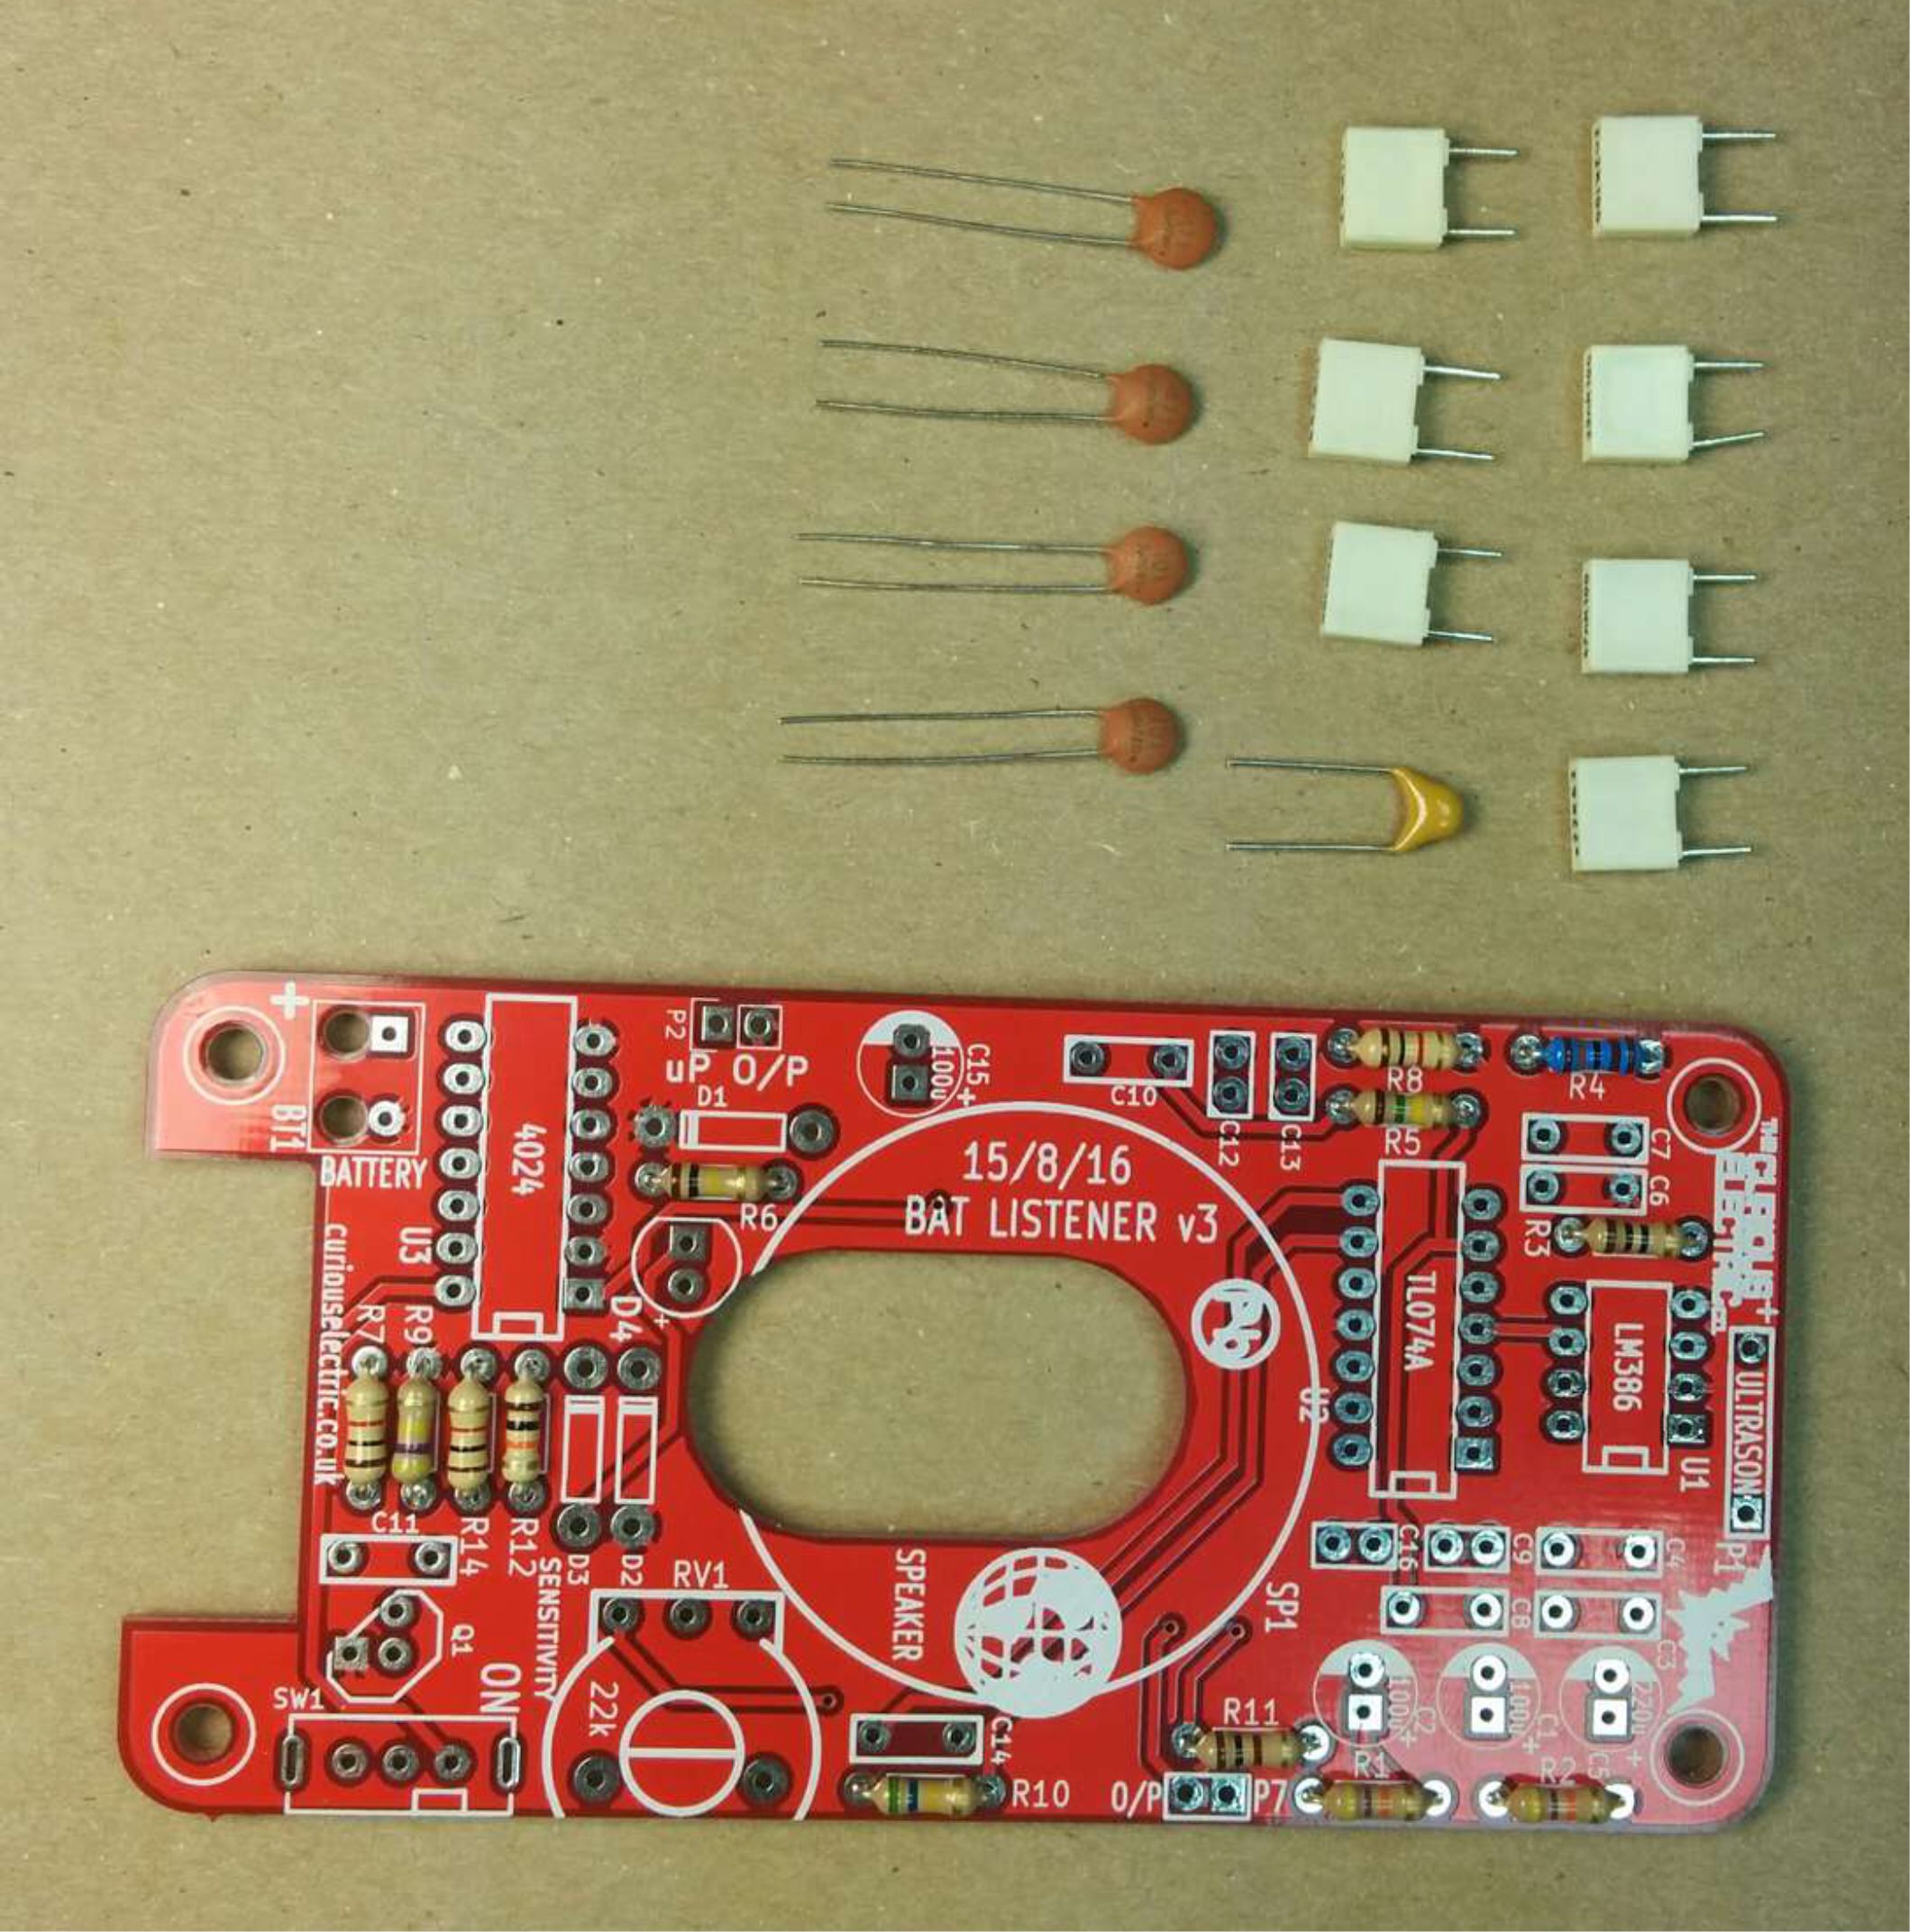 +
BT1
BATTERY
4024
U3
P2
uP O/P
D1
R6
D4
+
C15
+
100u
C10
C12
C13
R8
R4
R5
C7
C6
R3
15/8/16
BAT LISTENER v3
Pb
TL074A
U2
LM386
U1
ULTRASON
P1
curiouselectric.co.uk
R7
R9
R14
R12
C11
D3
D2
SENSITIVITY
RV1
22k
Q1
SW1
ON
SPEAKER
SP1
C14
R10
R11
O/P
P7
C16
C9
C4
C8
C3
100u
C2
+
100u
C1
+
220u
C5
+
R1
R2